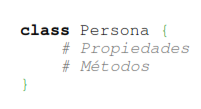 class Persona {
# Propiedades
# Métodos
}